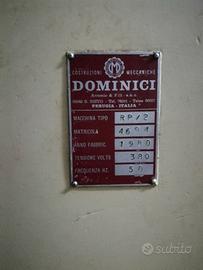 COSTRUZIONI MECCANICHE
DOMINICI
PERUGIA - ITALIA
MACCHINA TIPO RP/2
MATRICOLA 4694
ANNO FABBRIC. 1980
TENSIONE VOLTS 380
FREQUENZA HZ. 50
subito